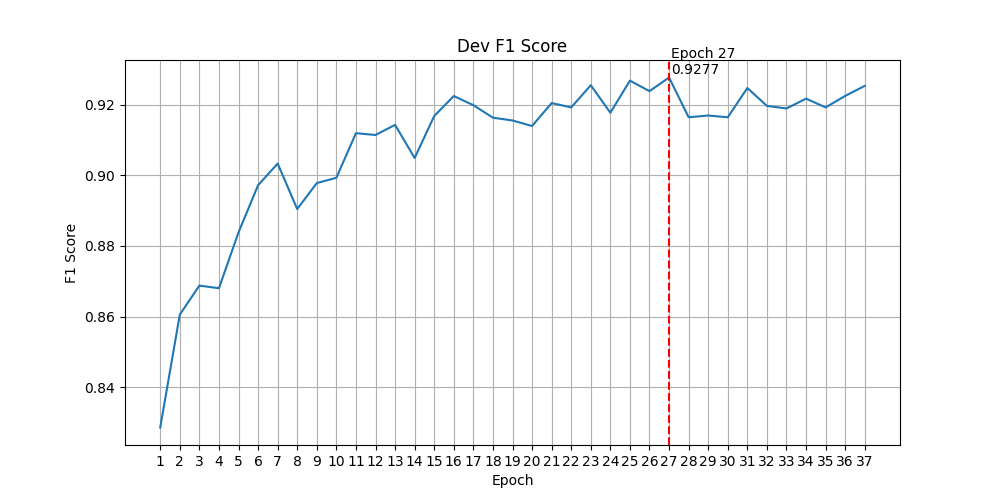 Dev F1 Score
Epoch 27
0.9277
F1 Score
0.92
0.90
0.88
0.86
0.84
1 2 3 4 5 6 7 8 9 10 11 12 13 14 15 16 17 18 19 20 21 22 23 24 25 26 27 28 29 30 31 32 33 34 35 36 37
Epoch